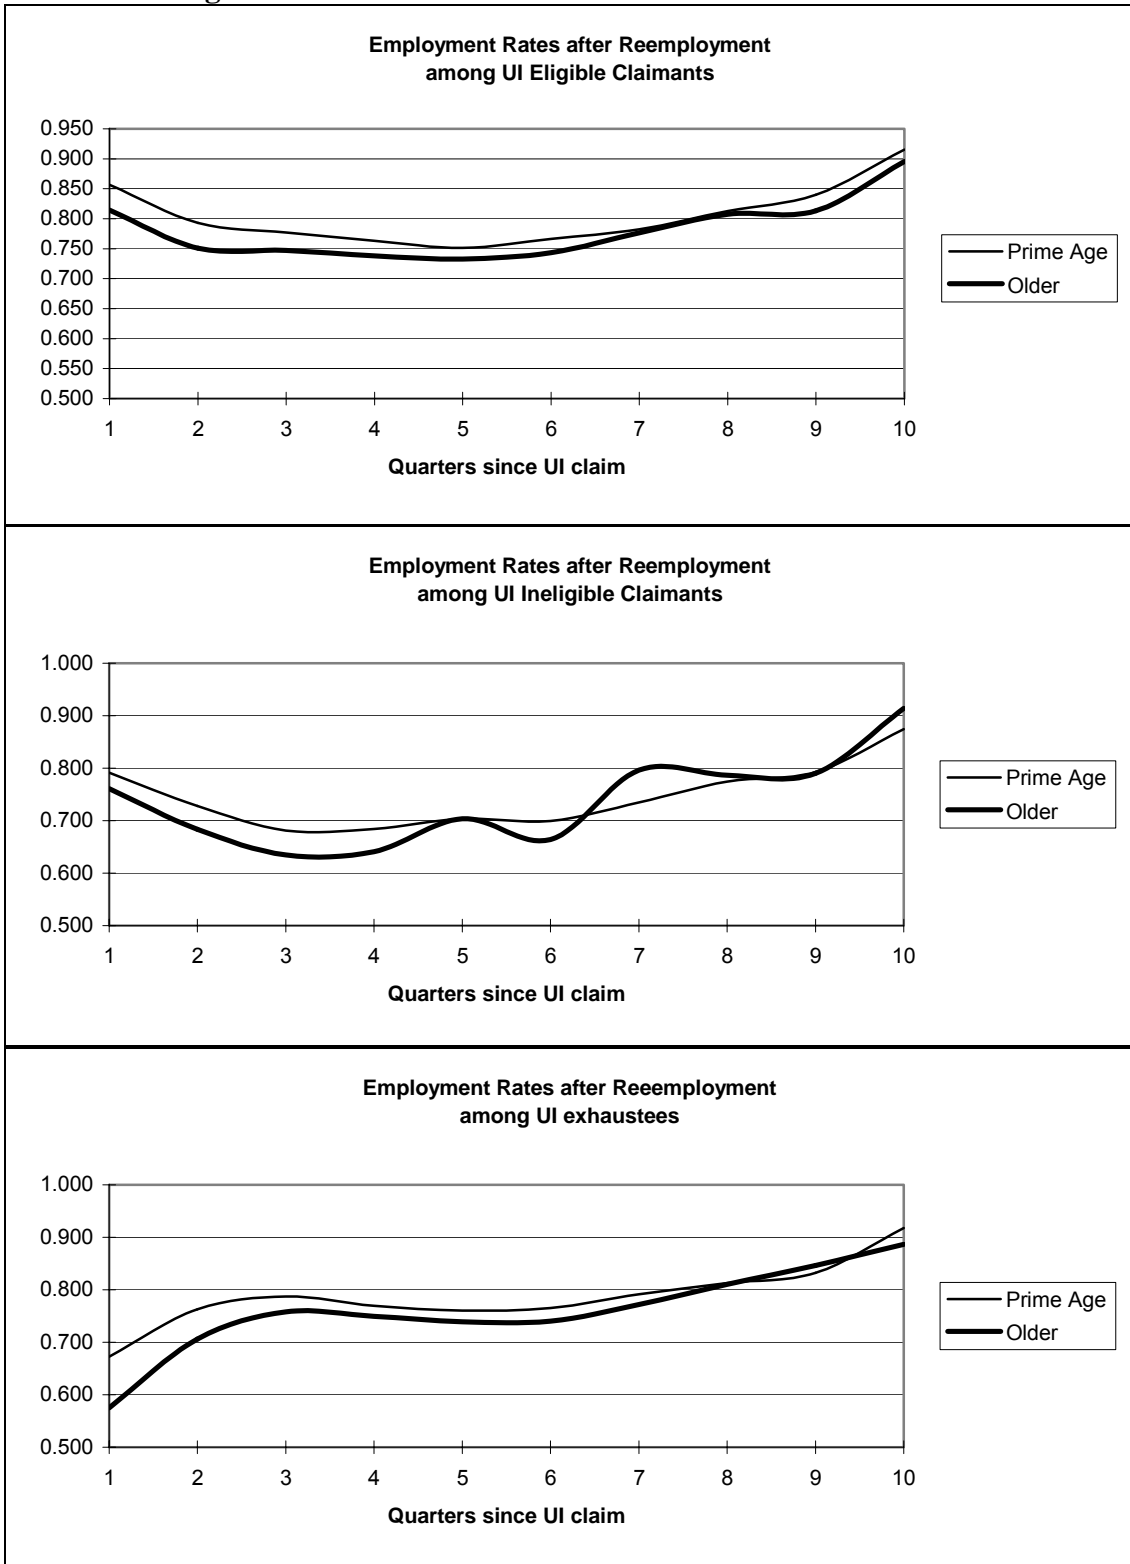 Employment Rates after Reemployment
among UI Eligible Claimants
0.950
0.900
0.850
0.800
0.750
0.700
0.650
0.600
0.550
0.500
1 2 3 4 5 6 7 8 9 10
Quarters since UI claim
Prime Age
Older
Employment Rates after Reemployment
among UI Ineligible Claimants
1.000
0.900
0.800
0.700
0.600
0.500
1 2 3 4 5 6 7 8 9 10
Quarters since UI claim
Prime Age
Older
Employment Rates after Reeemployment
among UI exhaustees
1.000
0.900
0.800
0.700
0.600
0.500
1 2 3 4 5 6 7 8 9 10
Quarters since UI claim
Prime Age
Older